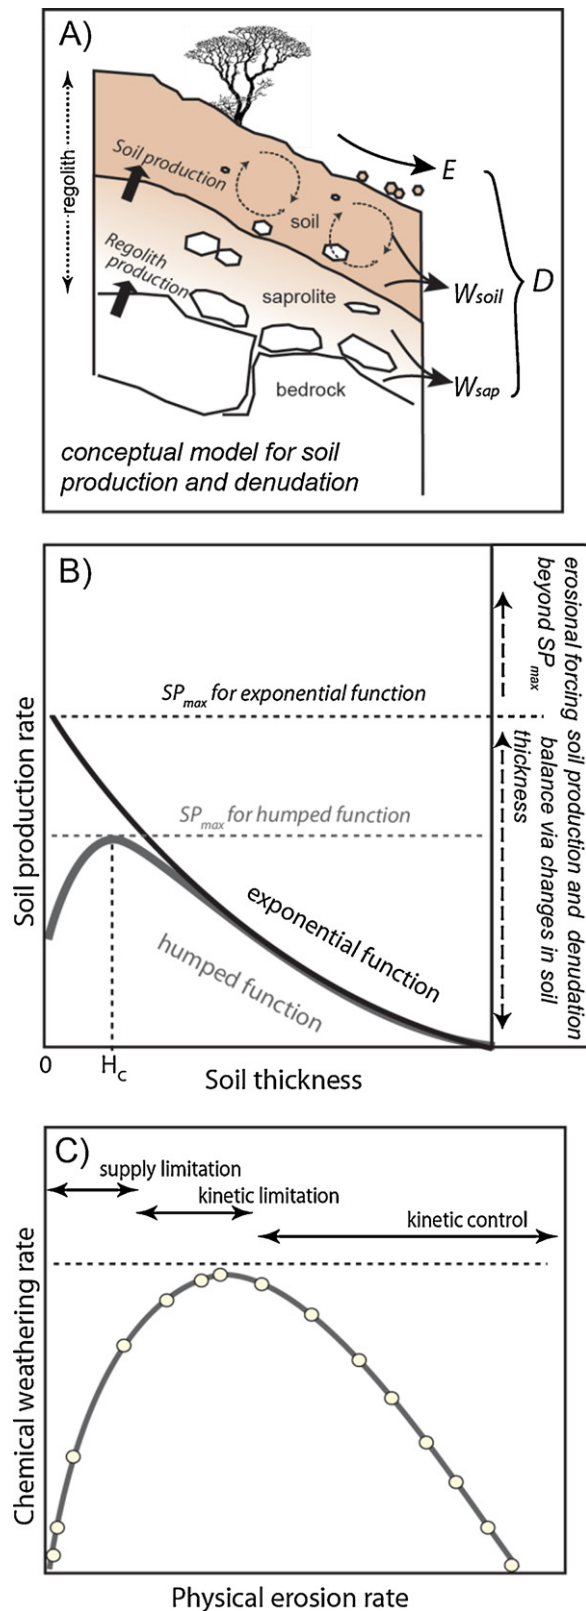 A)
regolith
Soil production
E
soil
Regolith
production
saprolite
Wsoil
D
Wsap
bedrock
conceptual model for soil
production and denudation
B)
Soil production rate
SPmax for exponential function
SPmax for humped function
exponential function
humped function
0
Hc
Soil thickness
erosional forcing
beyond SPmax
soil production and denudation
balance via changes in soil
thickness
C)
supply limitation
kinetic limitation
kinetic control
Chemical weathering rate
Physical erosion rate